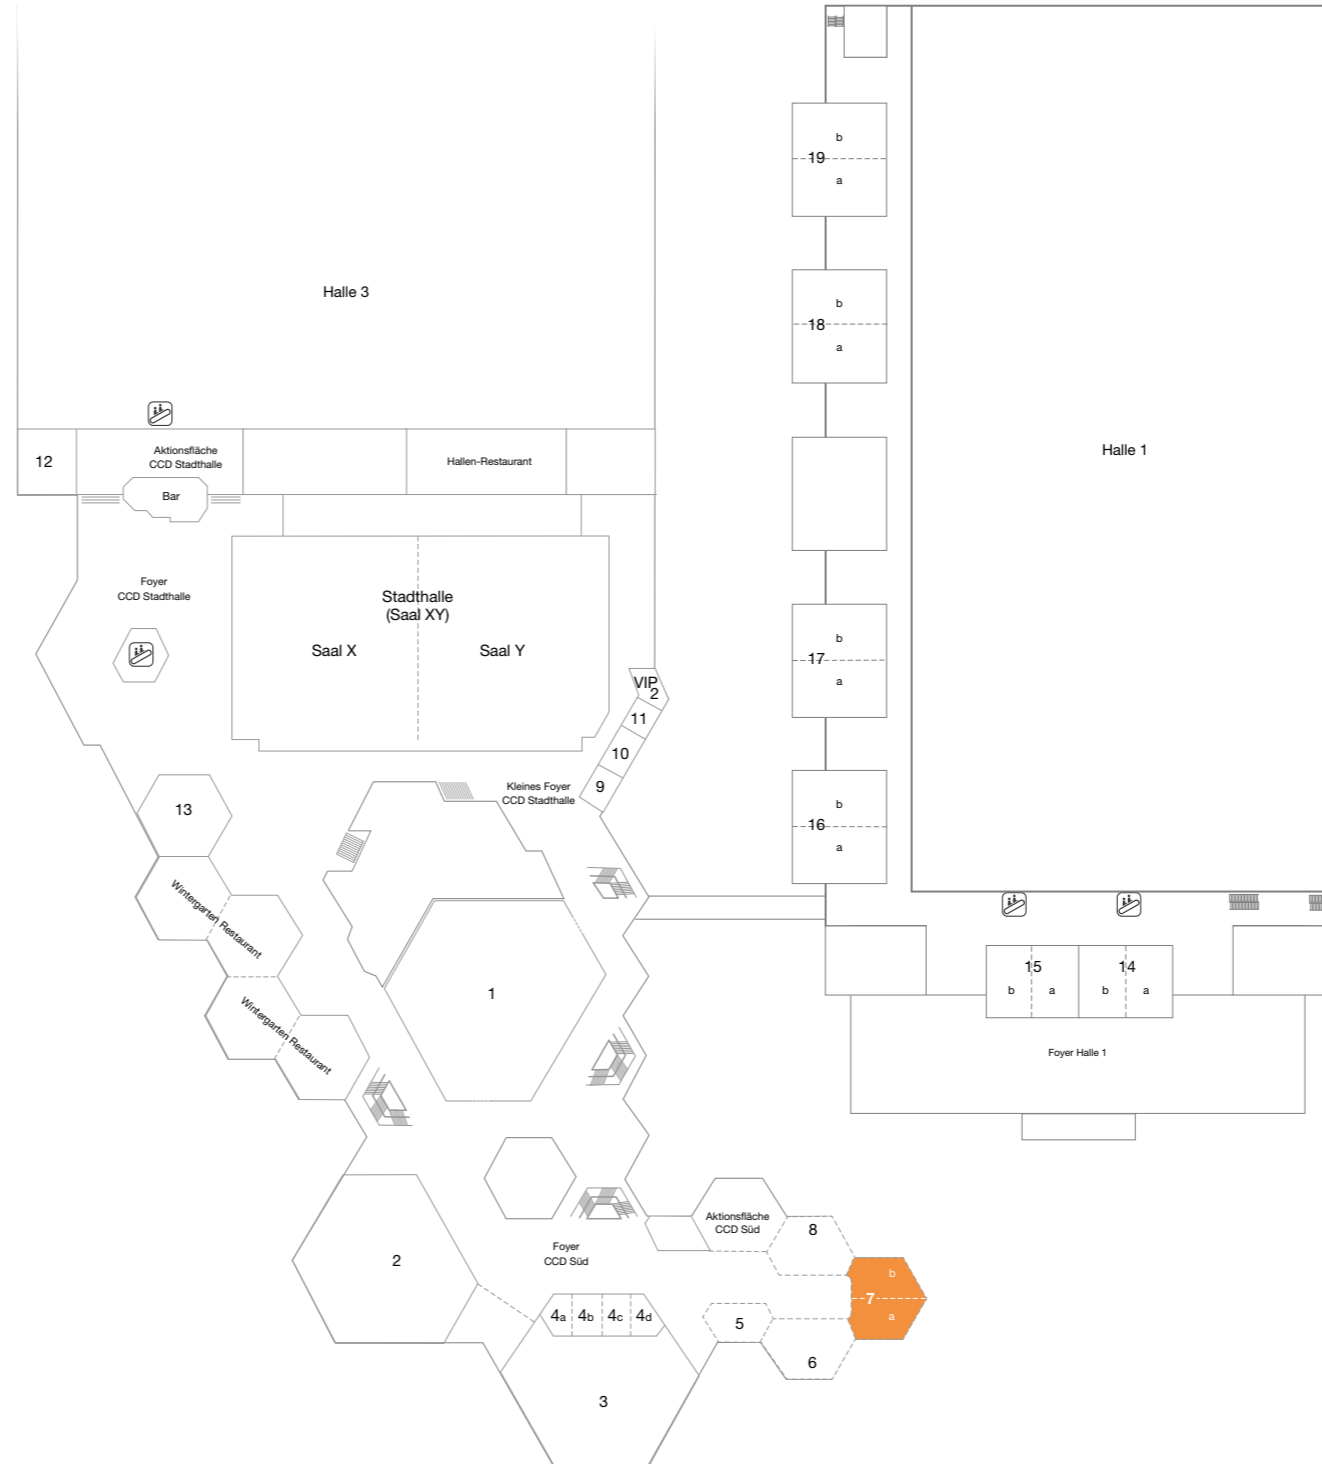 b
19
a
Halle 3
b
18
a
Halle 1
12
Aktionsfläche
CCD Stadthalle
Hallen-Restaurant
Bar
Foyer
CCD Stadthalle
Stadthalle
(Saal XY)
Saal X
Saal Y
b
17
a
VIP
2
11
10
9
Kleines Foyer
CCD Stadthalle
13
b
16
a
Wintergarten Restaurant
Wintergarten Restaurant
1
15
14
b
a
b
a
Foyer Halle 1
Aktionsfläche
CCD Süd
8
2
Foyer
CCD Süd
b
7
a
4a
4b
4c
4d
5
6
3